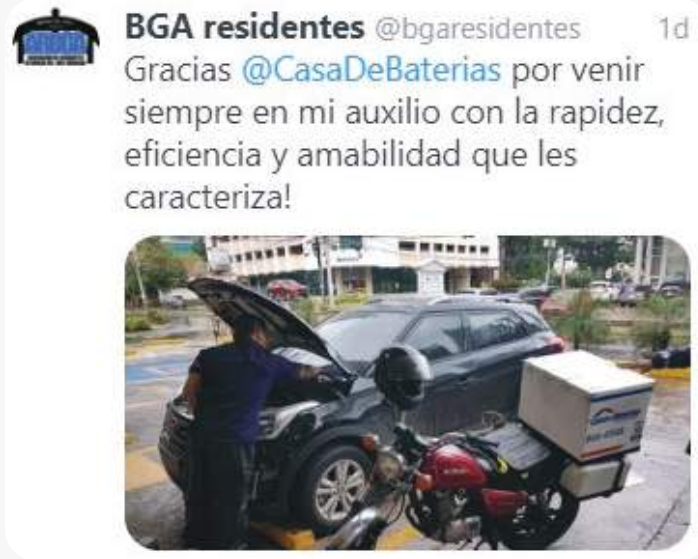 BGA residentes @bgaresidentes 1d
Gracias @CasaDeBaterias por venir
siempre en mi auxilio con la rapidez,
eficiencia y amabilidad que les
caracteriza!